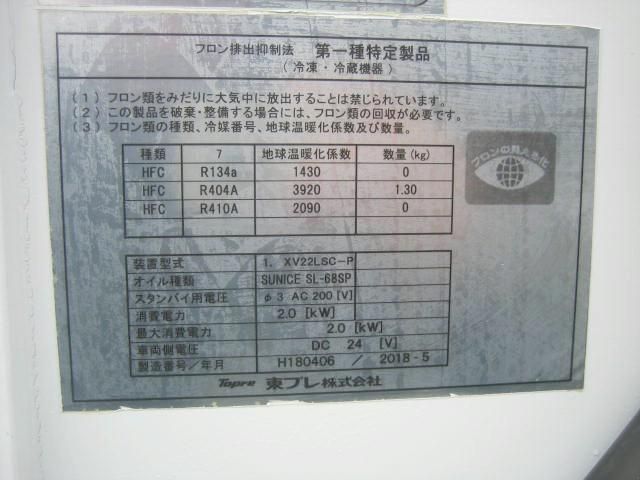 フロン排出抑制法 第一種特定製品
(冷凍・冷蔵機器)
(1) フロン類をみだりに大気中に放出することは禁じられています。
(2) この製品を破棄・整備する場合には、フロン類の回収が必要です。
(3) フロン類の種類、冷媒番号、地球温暖化係数及び数量。
種類 7 地球温暖化係数 数量(kg)
HFC R134a 1430 0
HFC R404A 3920 1.30
HFC R410A 2090 0
フロンの見える化
装置型式 1. XV22LSC-P
オイル種類 SUNICE SL-68SP
スタンバイ用電圧 φ3 AC 200 [V]
消費電力 2.0 [kW]
最大消費電力 2.0 [kW]
車両側電圧 DC 24 [V]
製造番号/年月 H180406 / 2018-5
Topre 東プレ株式会社